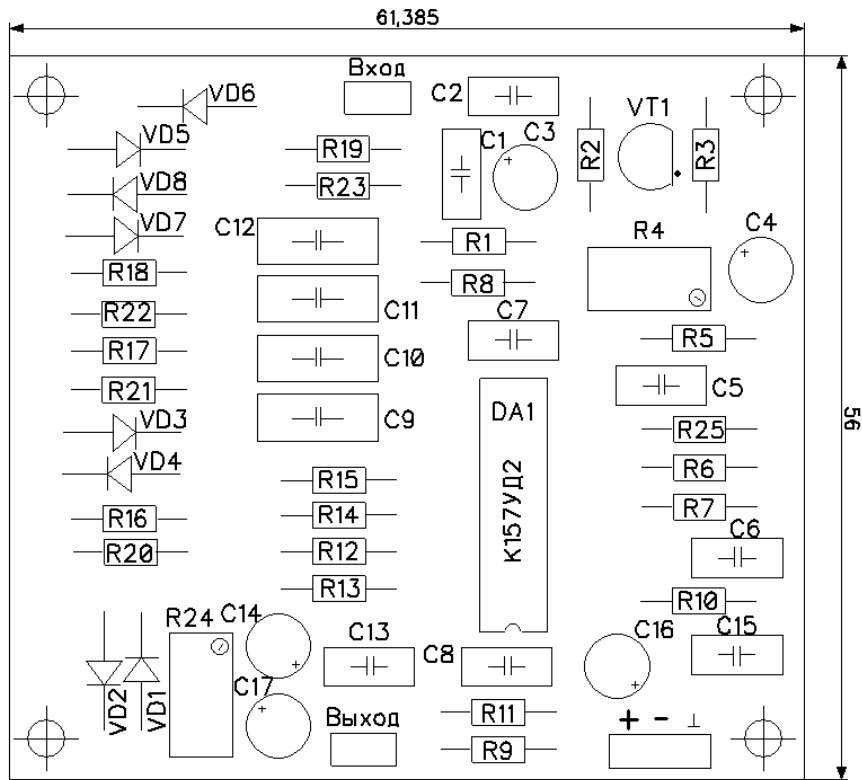 61,385
Вход
VD6
C2
VT1
VD5
R19
C1
C3
R2
R3
VD8
R23
VD7
C12
R1
R4
C4
R18
R8
R22
C11
C7
R5
R17
C10
R21
C5
C9
DA1
56
VD3
R25
VD4
R15
К157УД2
R6
R16
R14
R7
R20
R12
C6
R13
R10
R24
C14
C13
C8
C16
C15
VD2
VD1
C17
Выход
R11
+ - ⊥
R9